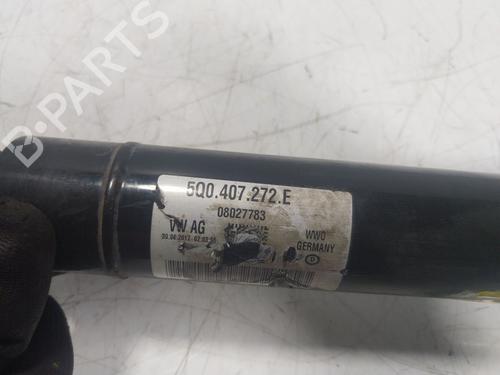 5Q0.407.272.E
08027783
VW AG
WWO
GERMANY
D
B PARTS